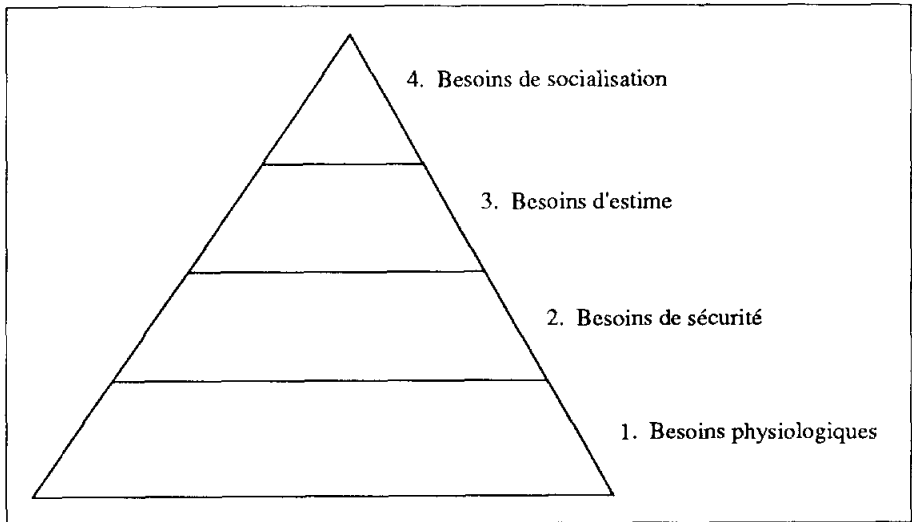 4. Besoins de socialisation
3. Besoins d'estime
2. Besoins de sécurité
1. Besoins physiologiques